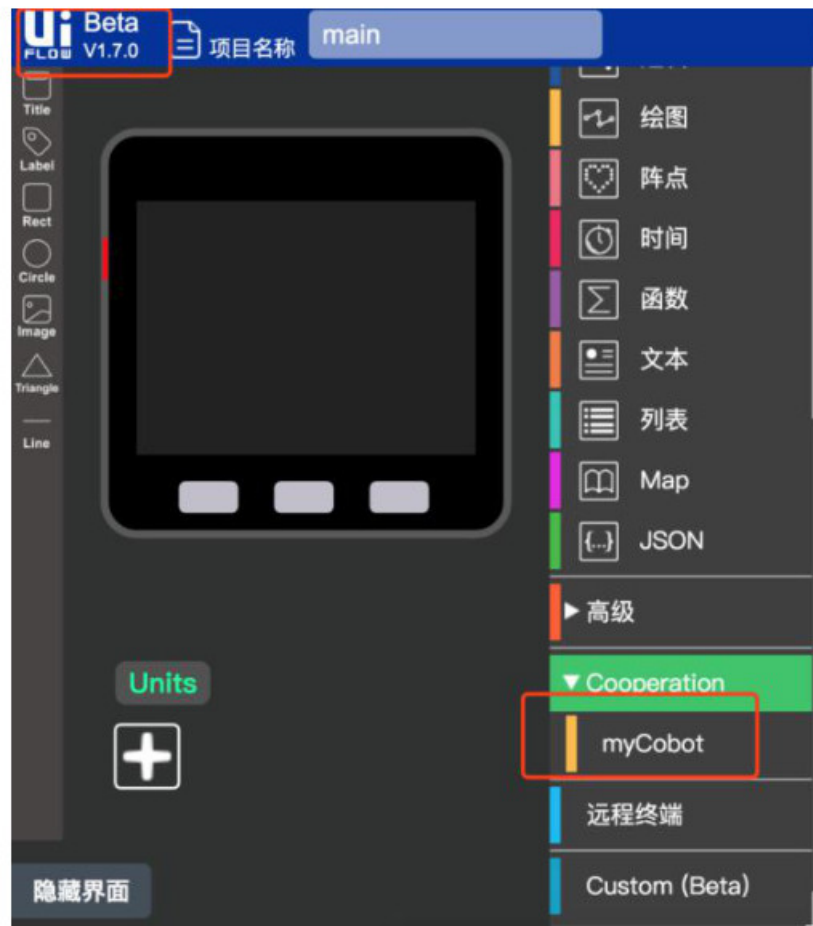 Ui Beta
FLOW V1.7.0
项目名称
main
Title
Label
Rect
Circle
Image
Triangle
Line
Units
隐藏界面
绘图
阵点
时间
函数
文本
列表
Map
{...} JSON
高级
Cooperation
myCobot
远程终端
Custom (Beta)